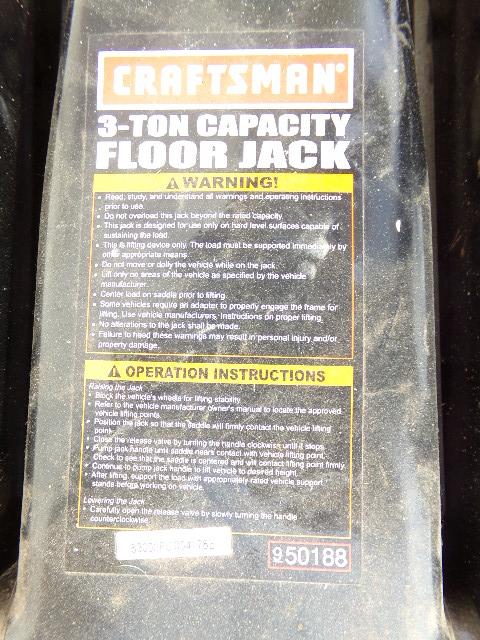 CRAFTSMAN®
3-TON CAPACITY
FLOOR JACK
⚠WARNING!
• Read, study, and understand all warnings and operating instructions
prior to use.
• Do not overload this jack beyond the rated capacity.
• This jack is designed for use only on hard level surfaces capable of
sustaining the load.
• This is lifting device only. The load must be supported immediately by
other appropriate means.
• Do not move or dolly the vehicle while on the jack.
• Lift only on areas of the vehicle as specified by the vehicle
manufacturer.
• Center load on saddle prior to lifting.
• Some vehicles require an adapter to properly engage the frame for
lifting. Use vehicle manufacturers, instructions on proper lifting.
• No alterations to the jack shall be made.
• Failure to heed these warnings may result in personal injury and/or
property damage.
⚠ OPERATION INSTRUCTIONS
Raising the Jack
• Block the vehicle's wheels for lifting stability.
• Refer to the vehicle manufacturer owner's manual to locate the approved
vehicle lifting points.
• Position the jack so that the saddle will firmly contact the vehicle lifting
point.
• Close the release valve by turning the handle clockwise until it stops.
• Pump jack handle until saddle nears contact with vehicle lifting point.
Check to see that the saddle is centered and will contact lifting point firmly.
• Continue to pump jack handle to lift vehicle to desired height.
• After lifting, support the load with appropriately rated vehicle support
stands before working on vehicle.
Lowering the Jack
• Carefully open the release valve by slowly turning the handle
counterclockwise.
950188